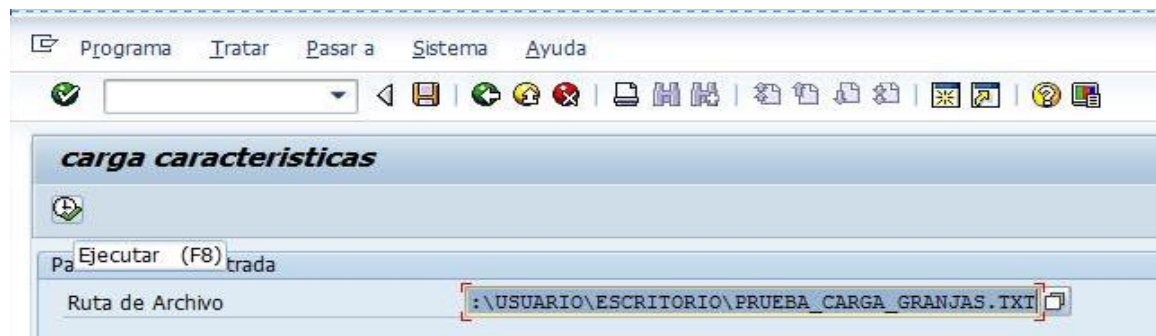 Programa Tratar Pasar a Sistema Ayuda
carga caracteristicas
Ejecutar (F8)
Pa trada
Ruta de Archivo :\USUARIO\ESCRITORIO\PRUEBA_CARGA_GRANJAS.TXT